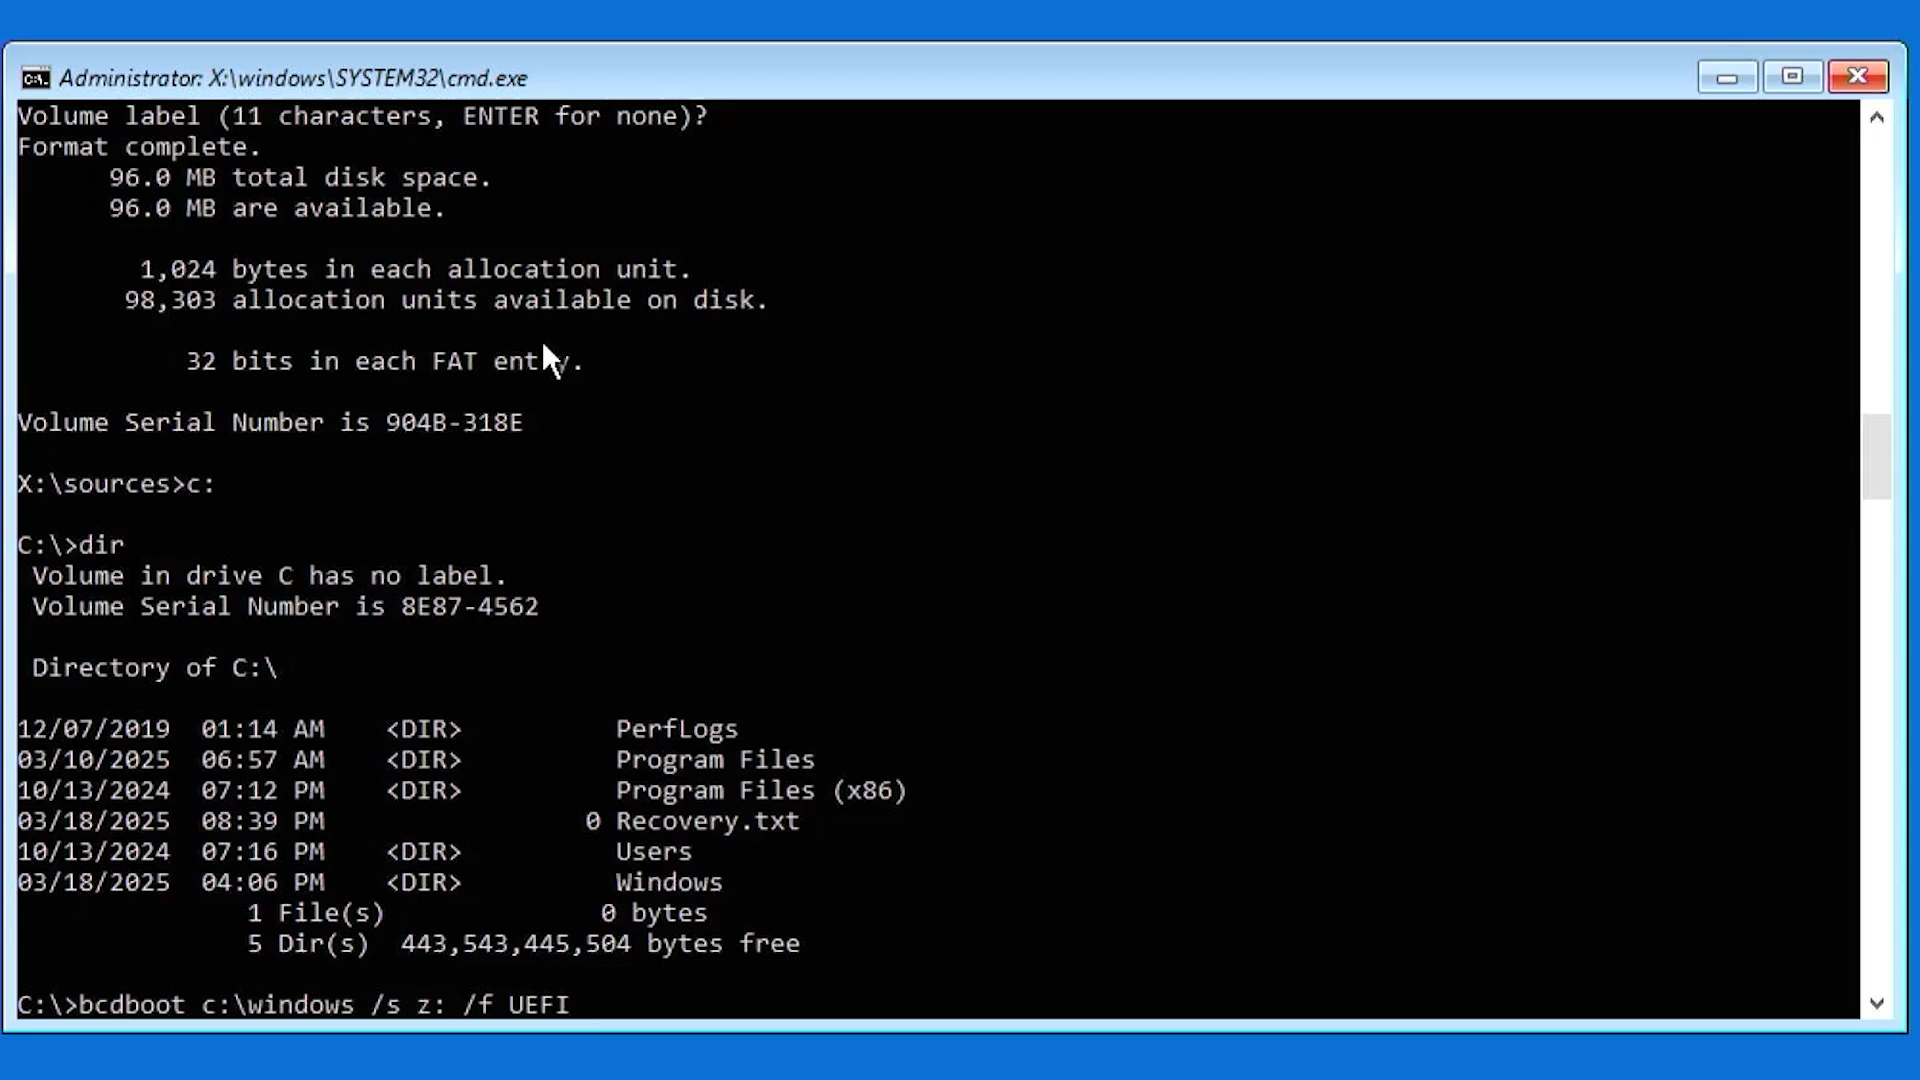 Administrator: X:\windows\SYSTEM32\cmd.exe
Volume label (11 characters, ENTER for none)?
Format complete.
96.0 MB total disk space.
96.0 MB are available.
1,024 bytes in each allocation unit.
98,303 allocation units available on disk.
32 bits in each FAT entry.
Volume Serial Number is 904B-318E
X:\sources>c:
C:\>dir
Volume in drive C has no label.
Volume Serial Number is 8E87-4562
Directory of C:\
12/07/2019  01:14 AM    <DIR>          PerfLogs
03/10/2025  06:57 AM    <DIR>          Program Files
10/13/2024  07:12 PM    <DIR>          Program Files (x86)
03/18/2025  08:39 PM                 0 Recovery.txt
10/13/2024  07:16 PM    <DIR>          Users
03/18/2025  04:06 PM    <DIR>          Windows
1 File(s)              0 bytes
5 Dir(s)  443,543,445,504 bytes free
C:\>bcdboot c:\windows /s z: /f UEFI